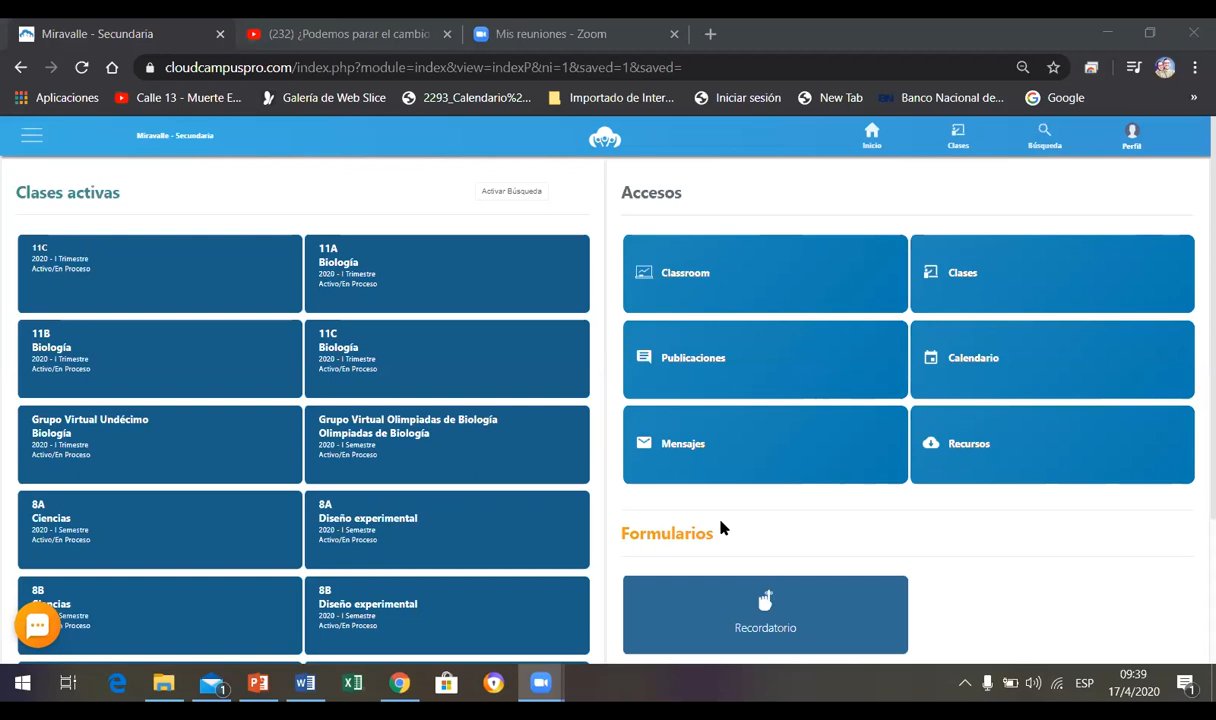 Miravalle - Secundaria
(232) ¿Podemos parar el cambio
Mis reuniones - Zoom
cloudcampuspro.com/index.php?module=index&view=indexP&ni=1&saved=1&saved=
Aplicaciones
Calle 13 - Muerte E...
Galería de Web Slice
2293_Calendario%2...
Importado de Inter...
Iniciar sesión
New Tab
BN
Banco Nacional de...
Google
»
Miravalle - Secundaria
Inicio
Clases
Búsqueda
Perfil
Clases activas
Activar Búsqueda
11C
2020 - I Trimestre
Activo/En Proceso
11A
Biología
2020 - I Trimestre
Activo/En Proceso
11B
Biología
2020 - I Trimestre
Activo/En Proceso
11C
Biología
2020 - I Trimestre
Activo/En Proceso
Grupo Virtual Undécimo
Biología
2020 - I Trimestre
Activo/En Proceso
Grupo Virtual Olimpiadas de Biología
Olimpiadas de Biología
2020 - I Semestre
Activo/En Proceso
8A
Ciencias
2020 - I Semestre
Activo/En Proceso
8A
Diseño experimental
2020 - I Semestre
Activo/En Proceso
8B
Semestre
Activo/En Proceso
8B
Diseño experimental
2020 - I Semestre
Activo/En Proceso
Accesos
Classroom
Clases
Publicaciones
Calendario
Mensajes
Recursos
Formularios
Recordatorio
1
ESP
09:39
17/4/2020
1